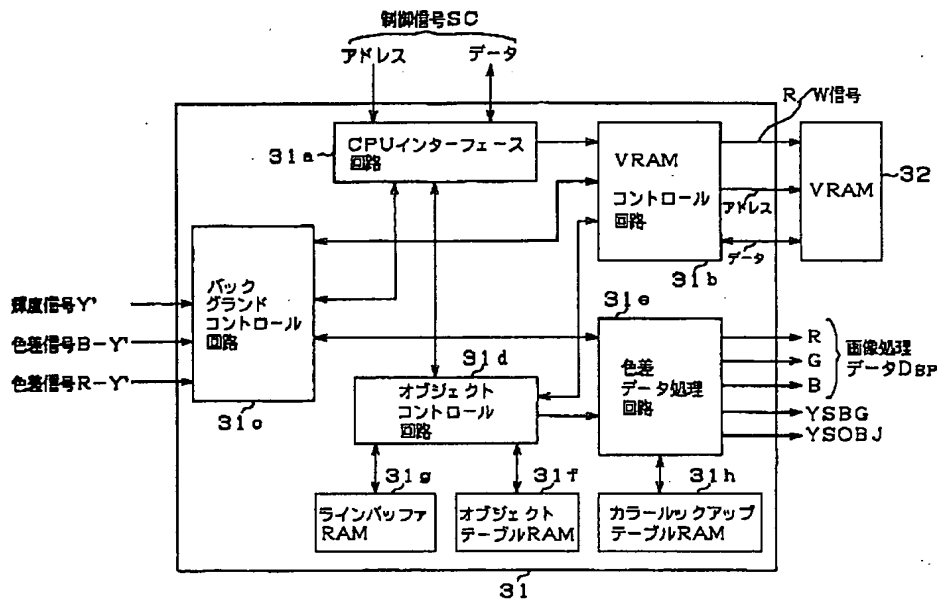 制御信号SC
アドレス
データ
R/W信号
31a
CPUインターフェース
回路
VRAM
コントロール
回路
VRAM
32
アドレス
データ
31b
バック
グランド
コントロール
回路
輝度信号Y'
色差信号B-Y'
色差信号R-Y'
31c
31e
色差
データ処理
回路
R
G
B
YSBG
YSOBJ
画像処理
データDBP
31d
オブジェクト
コントロール
回路
31g
31f
31h
ラインバッファ
RAM
オブジェクト
テーブルRAM
カラールックアップ
テーブルRAM
31